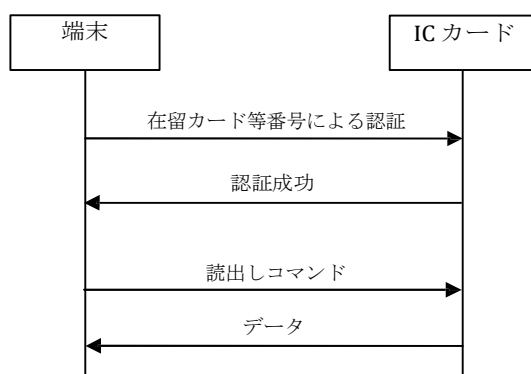 端末
IC カード
在留カード等番号による認証
認証成功
読出しコマンド
データ